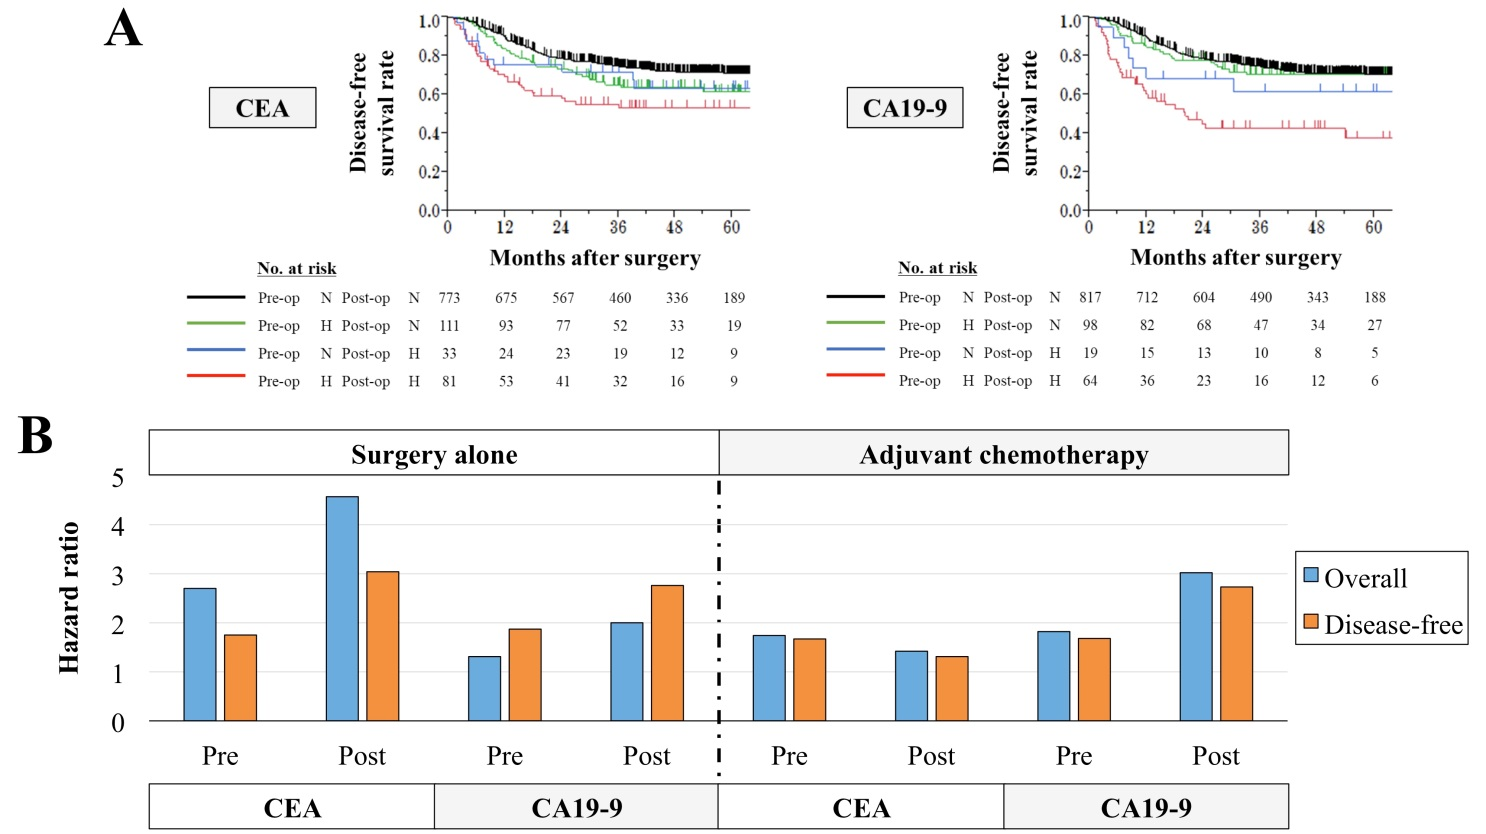 A
CEA
Disease-free
survival rate
1.0
0.8
0.6
0.4
0.2
0.0
0 12 24 36 48 60
Months after surgery
No. at risk
Pre-op N Post-op N 773 675 567 460 336 189
Pre-op H Post-op N 111 93 77 52 33 19
Pre-op N Post-op H 33 24 23 19 12 9
Pre-op H Post-op H 81 53 41 32 16 9
CA19-9
Disease-free
survival rate
1.0
0.8
0.6
0.4
0.2
0.0
0 12 24 36 48 60
Months after surgery
No. at risk
Pre-op N Post-op N 817 712 604 490 343 188
Pre-op H Post-op N 98 82 68 47 34 27
Pre-op N Post-op H 19 15 13 10 8 5
Pre-op H Post-op H 64 36 23 16 12 6
B
Surgery alone Adjuvant chemotherapy
Hazard ratio
5
4
3
2
1
0
Pre Post Pre Post Pre Post Pre Post
CEA CA19-9 CEA CA19-9
Overall
Disease-free